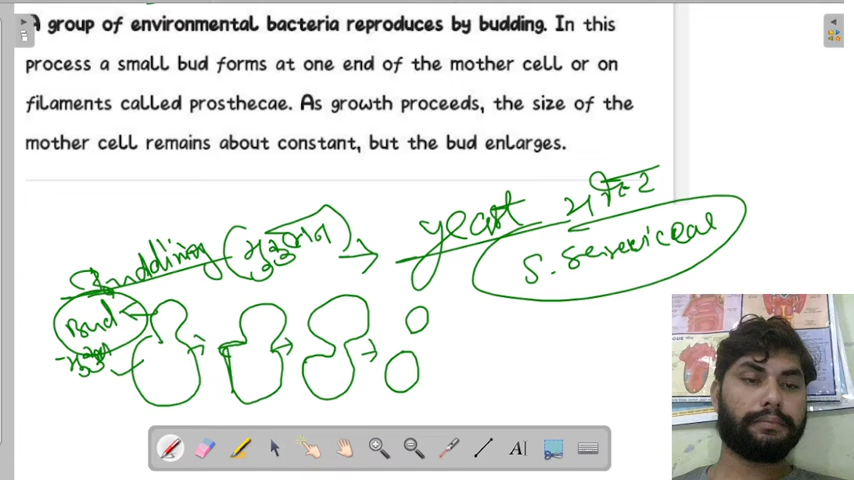 A group of environmental bacteria reproduces by budding. In this
process a small bud forms at one end of the mother cell or on
filaments called prosthecae. As growth proceeds, the size of the
mother cell remains about constant, but the bud enlarges.
yeast
Buddiing
Bud
A